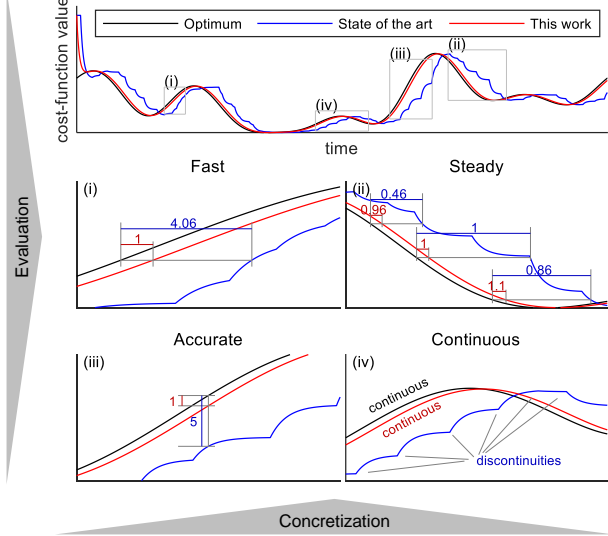 Optimum State of the art This work
cost-function value
(i)
(iii)
(ii)
(iv)
time
Evaluation
Fast
(i)
4.06
1
Steady
(ii)
0.46
0.96
1
1
0.86
1.1
Accurate
(iii)
1
5
Continuous
(iv)
continuous
continuous
discontinuities
Concretization